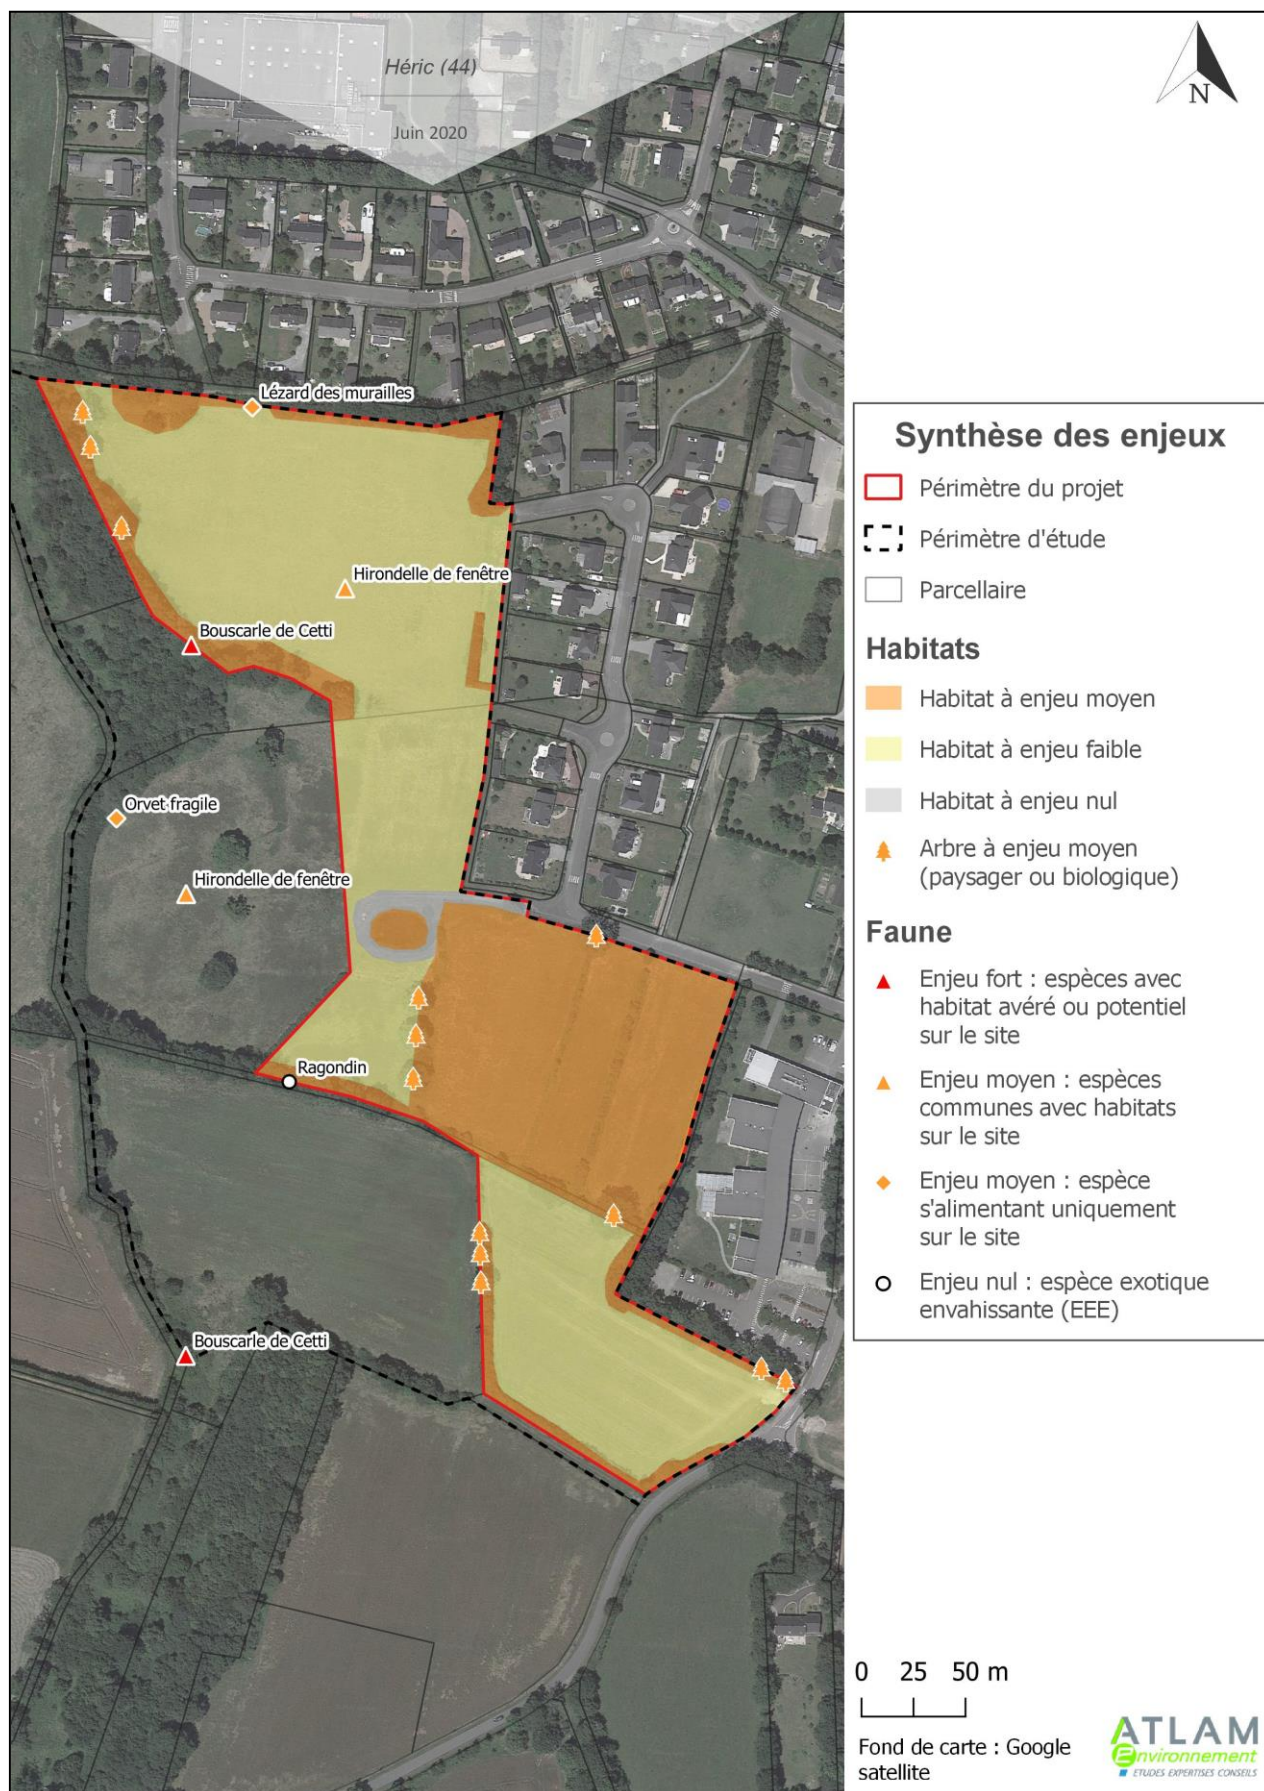 Héric (44)
Juin 2020
N
Lézard des murailles
Hirondelle de fenêtre
Bouscarle de Cetti
Orvet fragile
Hirondelle de fenêtre
Ragondin
Bouscarle de Cetti
Synthèse des enjeux
Périmètre du projet
Périmètre d'étude
Parcellaire
Habitats
Habitat à enjeu moyen
Habitat à enjeu faible
Habitat à enjeu nul
Arbre à enjeu moyen
(paysager ou biologique)
Faune
Enjeu fort : espèces avec
habitat avéré ou potentiel
sur le site
Enjeu moyen : espèces
communes avec habitats
sur le site
Enjeu moyen : espèce
s'alimentant uniquement
sur le site
Enjeu nul : espèce exotique
envahissante (EEE)
0 25 50 m
Fond de carte : Google
satellite
ATLAM
environnement
ETUDES EXPERTISES CONSEILS